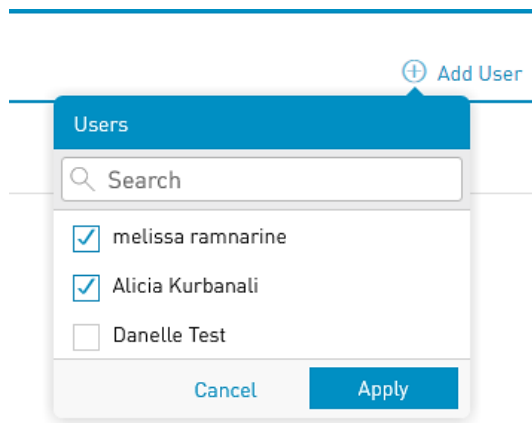 Add User
Users
Search
melissa ramnarine
Alicia Kurbanali
Danelle Test
Cancel Apply